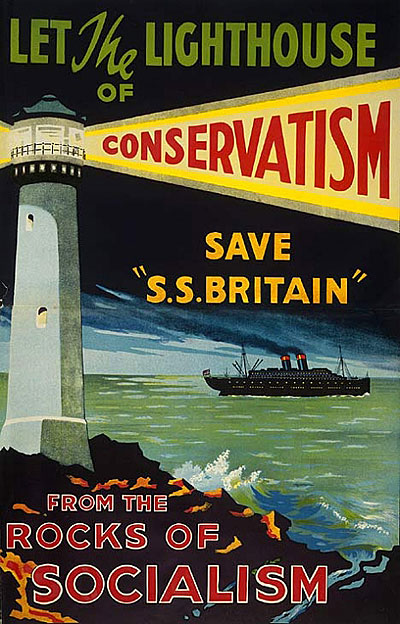 LET The LIGHTHOUSE
OF
CONSERVATISM
SAVE
"S.S.BRITAIN"
FROM THE
ROCKS OF
SOCIALISM